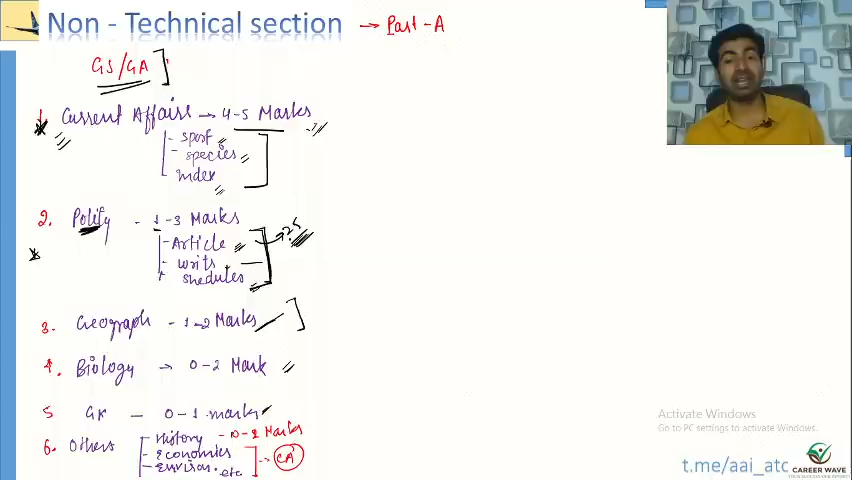 Non - Technical section → Part - A
GS/GA
1. Current Affairs → 4-5 Marks
- sport
- species
index
2. Polity - 1-3 Marks
- Article
- writs
shedules
3. Geograph - 1-2 Marks
4. Biology → 0-2 Mark
5 GK - 0-1 marks
6. Others - History - 0-2 Marks
- Economics
- Environ. etc → CA
Activate Windows
Go to PC settings to activate Windows.
t.me/aai_atc
CAREER WAVE